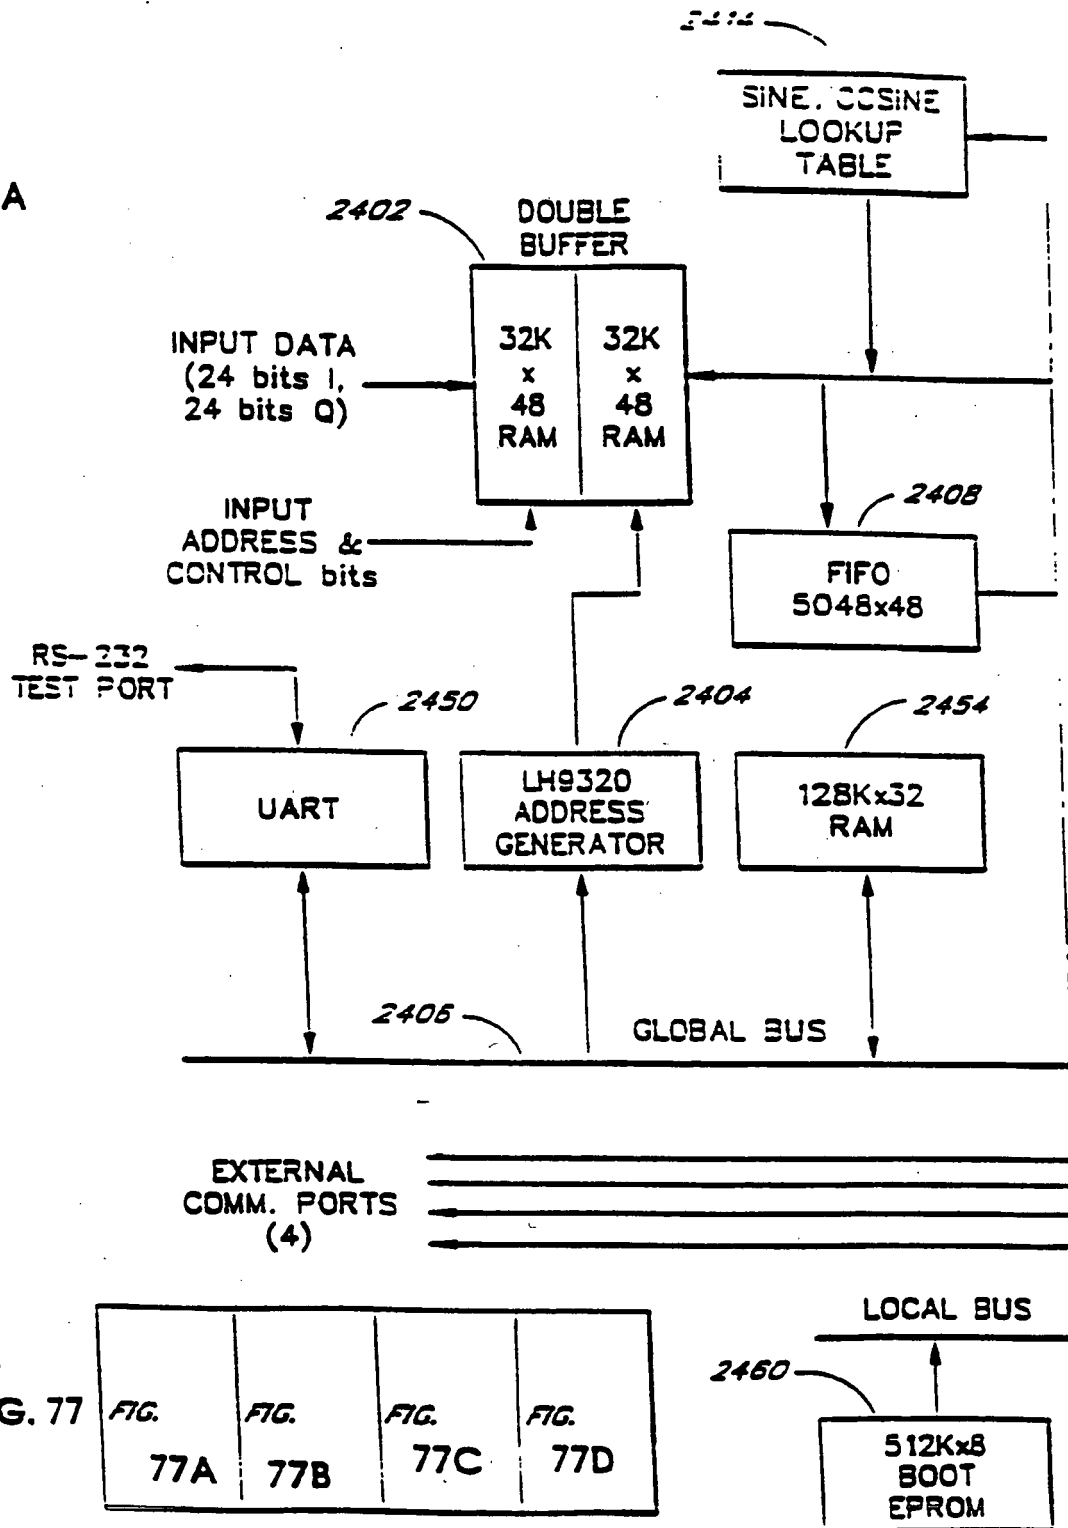 2414
SINE, COSINE
LOOKUP
TABLE
A
2402
DOUBLE
BUFFER
INPUT DATA
(24 bits I,
24 bits Q)
32K
x
48
RAM
32K
x
48
RAM
INPUT
ADDRESS &
CONTROL bits
2408
FIFO
5048x48
RS-232
TEST PORT
2450
2404
2454
UART
LH9320
ADDRESS
GENERATOR
128Kx32
RAM
2406
GLOBAL BUS
EXTERNAL
COMM. PORTS
(4)
LOCAL BUS
2460
512Kx8
BOOT
EPROM
G. 77
FIG.
77A
FIG.
77B
FIG.
77C
FIG.
77D